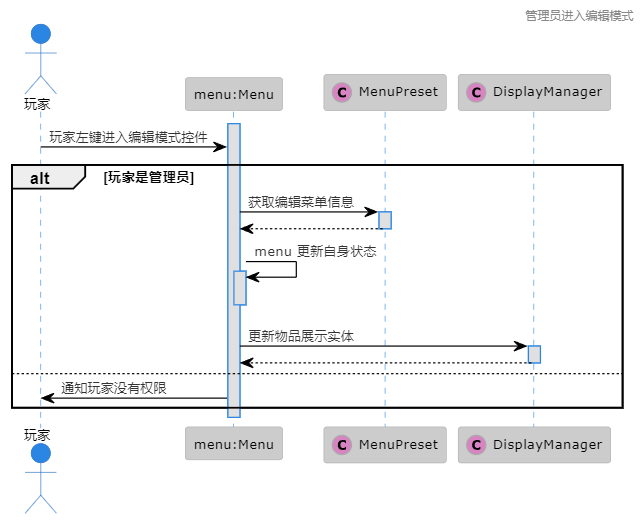 管理员进入编辑模式
玩家
menu:Menu
C MenuPreset
C DisplayManager
玩家左键进入编辑模式控件
alt [玩家是管理员]
获取编辑菜单信息
menu 更新自身状态
更新物品展示实体
通知玩家没有权限
玩家
menu:Menu
C MenuPreset
C DisplayManager